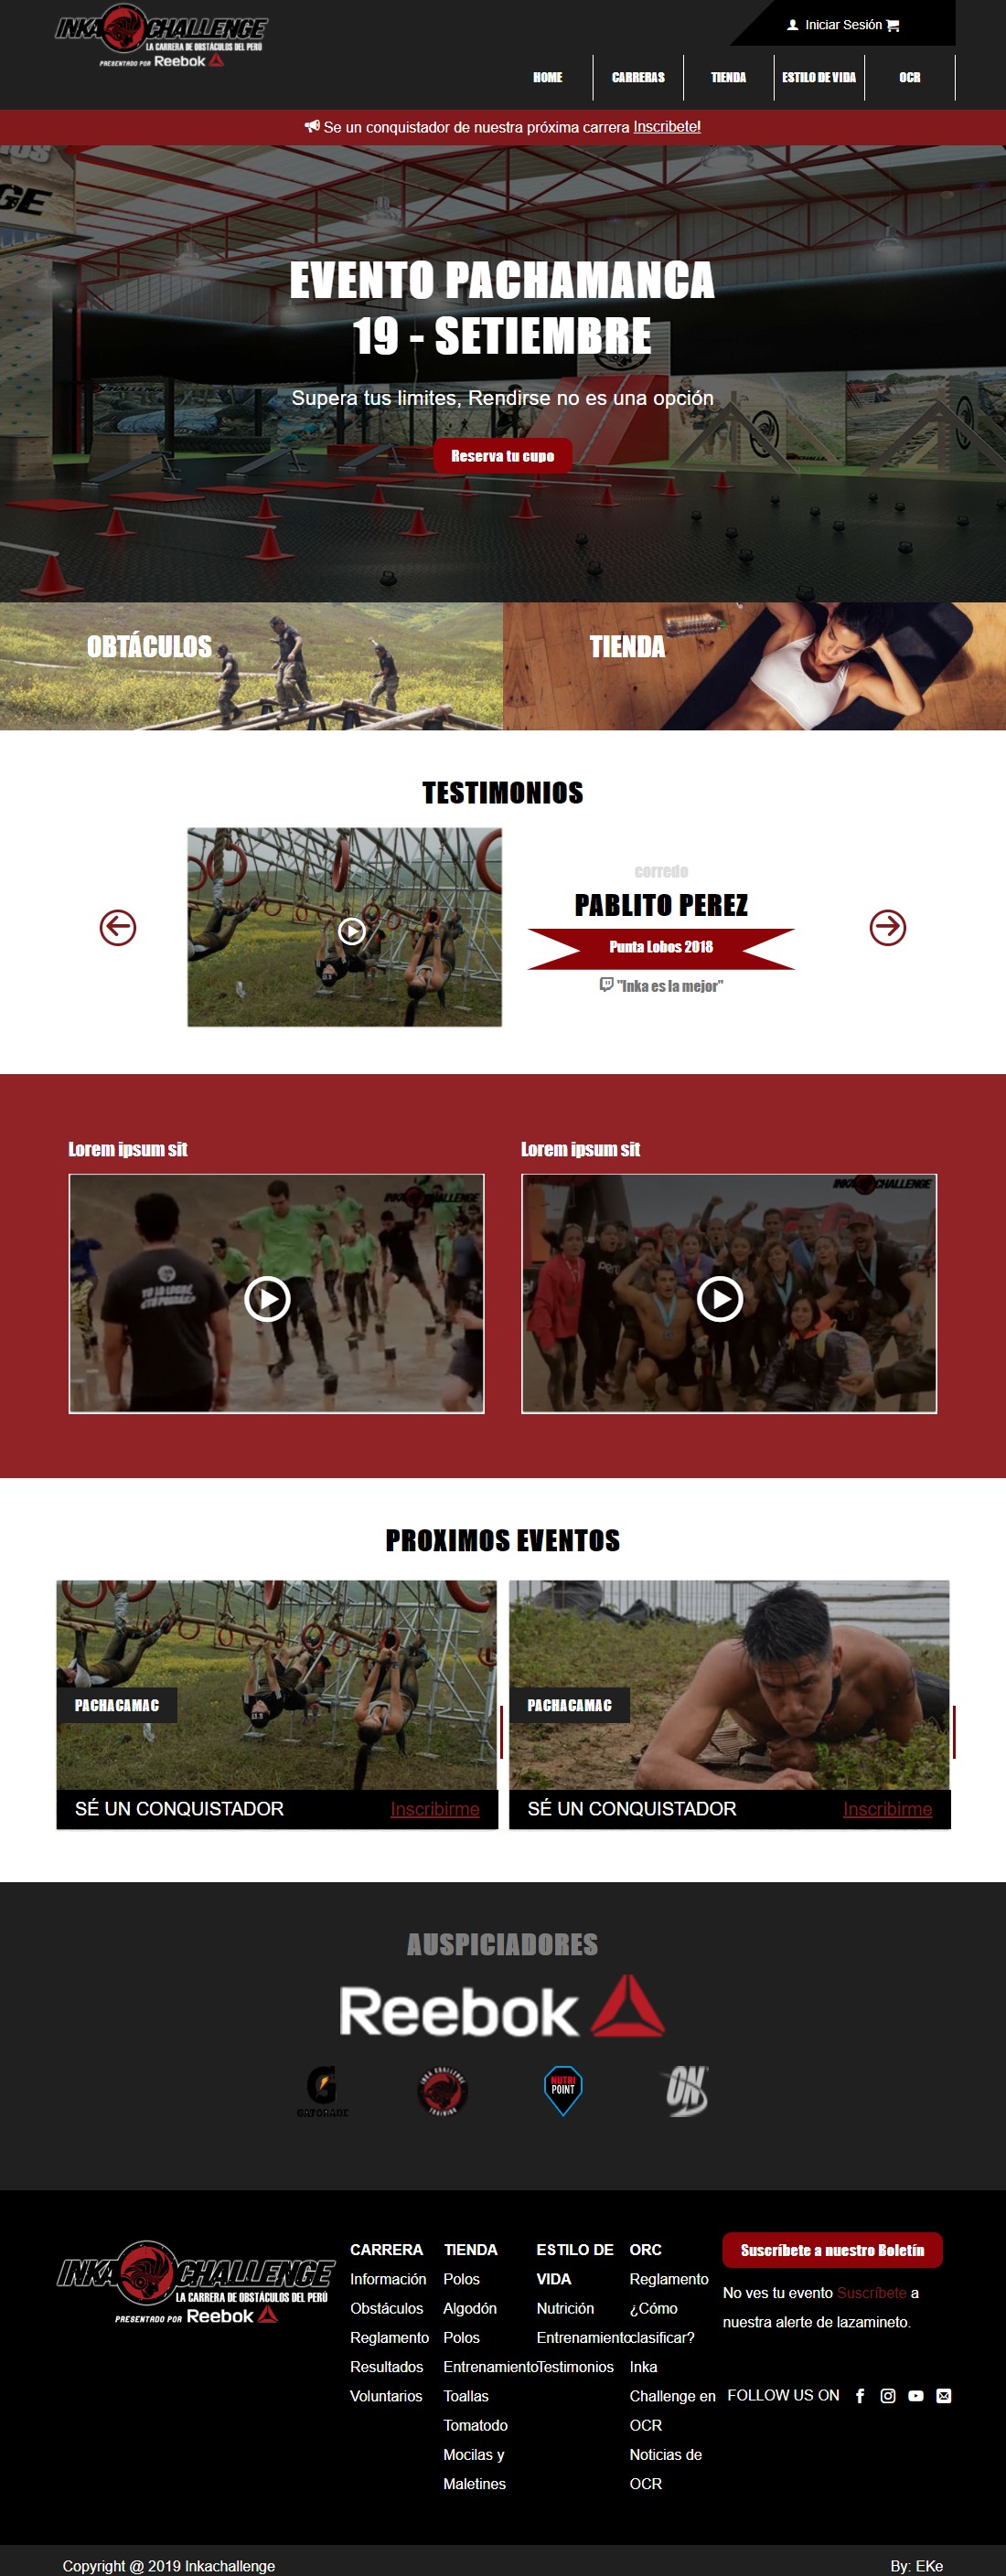 INKA CHALLENGE
LA CARRERA DE OBSTÁCULOS DEL PERÚ
PRESENTADO POR Reebok
Iniciar Sesión
HOME
CARRERAS
TIENDA
ESTILO DE VIDA
OCR
Se un conquistador de nuestra próxima carrera Inscribete!
EVENTO PACHAMANCA
19 - SETIEMBRE
Supera tus limites, Rendirse no es una opción
Reserva tu cupo
OBTÁCULOS
TIENDA
TESTIMONIOS
corredo
PABLITO PEREZ
Punta Lobos 2018
"Inka es la mejor"
Lorem ipsum sit
Lorem ipsum sit
INKA CHALLENGE
INKA CHALLENGE
PROXIMOS EVENTOS
PACHACAMAC
PACHACAMAC
SÉ UN CONQUISTADOR
Inscribirme
SÉ UN CONQUISTADOR
Inscribirme
AUSPICIADORES
Reebok
GATORADE
INKA CHALLENGE
TRAINING
NUTRI
POINT
ON
INKA CHALLENGE
LA CARRERA DE OBSTÁCULOS DEL PERÚ
PRESENTADO POR Reebok
CARRERA
Información
Obstáculos
Reglamento
Resultados
Voluntarios
TIENDA
Polos
Algodón
Polos
Entrenamiento
Toallas
Tomatodo
Mocilas y
Maletines
ESTILO DE
VIDA
Nutrición
Entrenamiento
Testimonios
ORC
Reglamento
¿Cómo
clasificar?
Inka
Challenge en
OCR
Noticias de
OCR
Suscríbete a nuestro Boletín
No ves tu evento Suscríbete a
nuestra alerte de lazamineto.
FOLLOW US ON
Copyright @ 2019 Inkachallenge
By: EKe